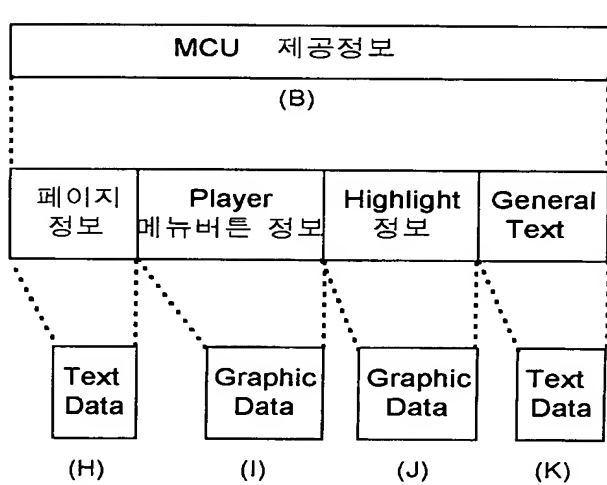 MCU 제공정보
(B)
페이지 정보
Player 메뉴버튼 정보
Highlight 정보
General Text
Text Data
Graphic Data
Graphic Data
Text Data
(H)
(I)
(J)
(K)